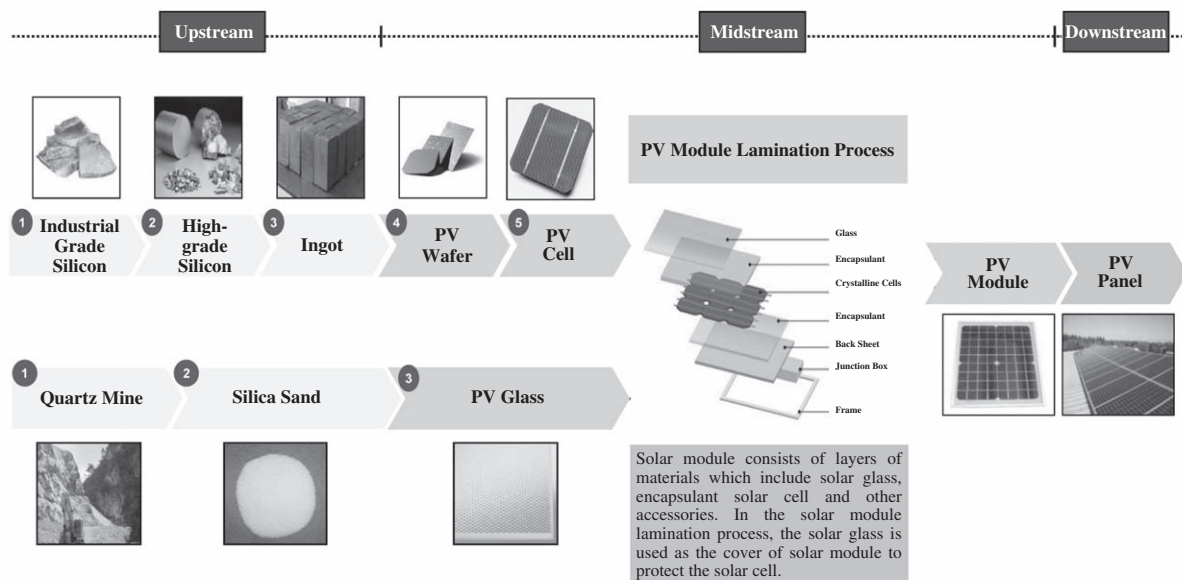 Upstream
Midstream
Downstream
PV Module Lamination Process
1
Industrial
Grade
Silicon
2
High-
grade
Silicon
3
Ingot
4
PV
Wafer
5
PV
Cell
Glass
Encapsulant
Crystalline Cells
Encapsulant
Back Sheet
Junction Box
Frame
PV
Module
PV
Panel
1
Quartz Mine
2
Silica Sand
3
PV Glass
Solar module consists of layers of
materials which include solar glass,
encapsulant solar cell and other
accessories. In the solar module
lamination process, the solar glass is
used as the cover of solar module to
protect the solar cell.